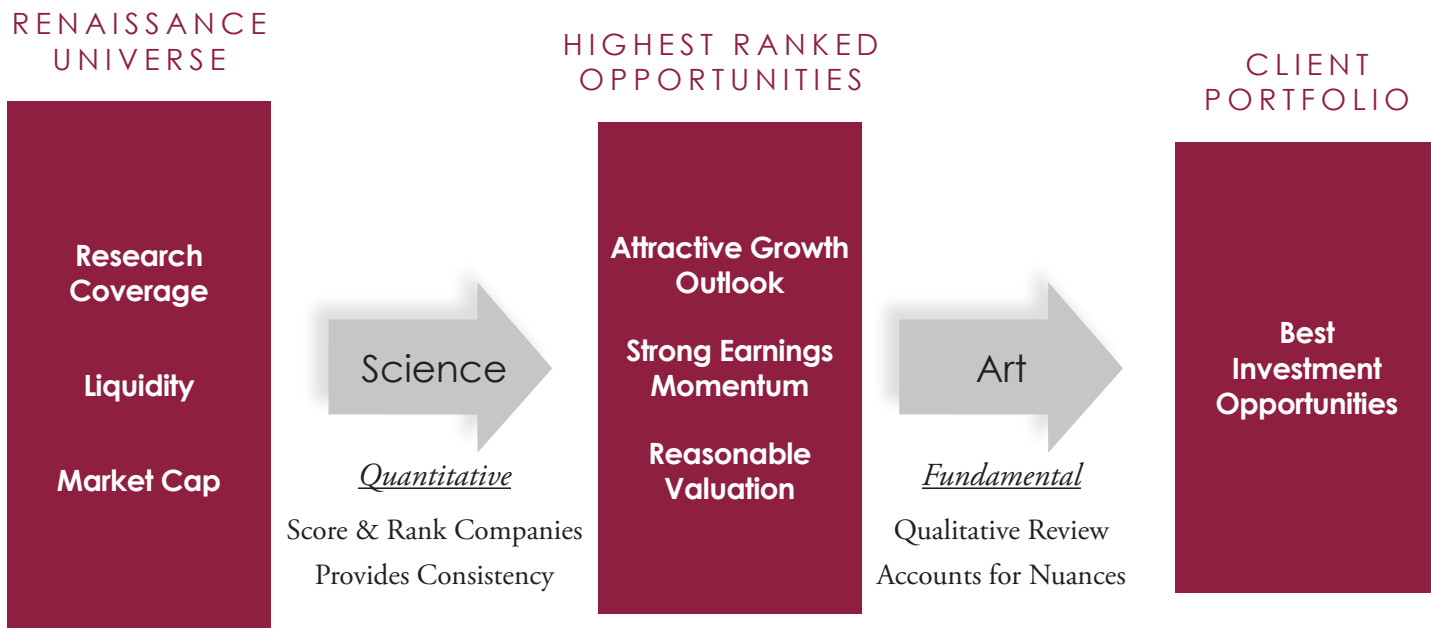 RENAISSANCE
UNIVERSE
Research
Coverage
Liquidity
Market Cap
Science
Quantitative
Score & Rank Companies
Provides Consistency
HIGHEST RANKED
OPPORTUNITIES
Attractive Growth
Outlook
Strong Earnings
Momentum
Reasonable
Valuation
Art
Fundamental
Qualitative Review
Accounts for Nuances
CLIENT
PORTFOLIO
Best
Investment
Opportunities